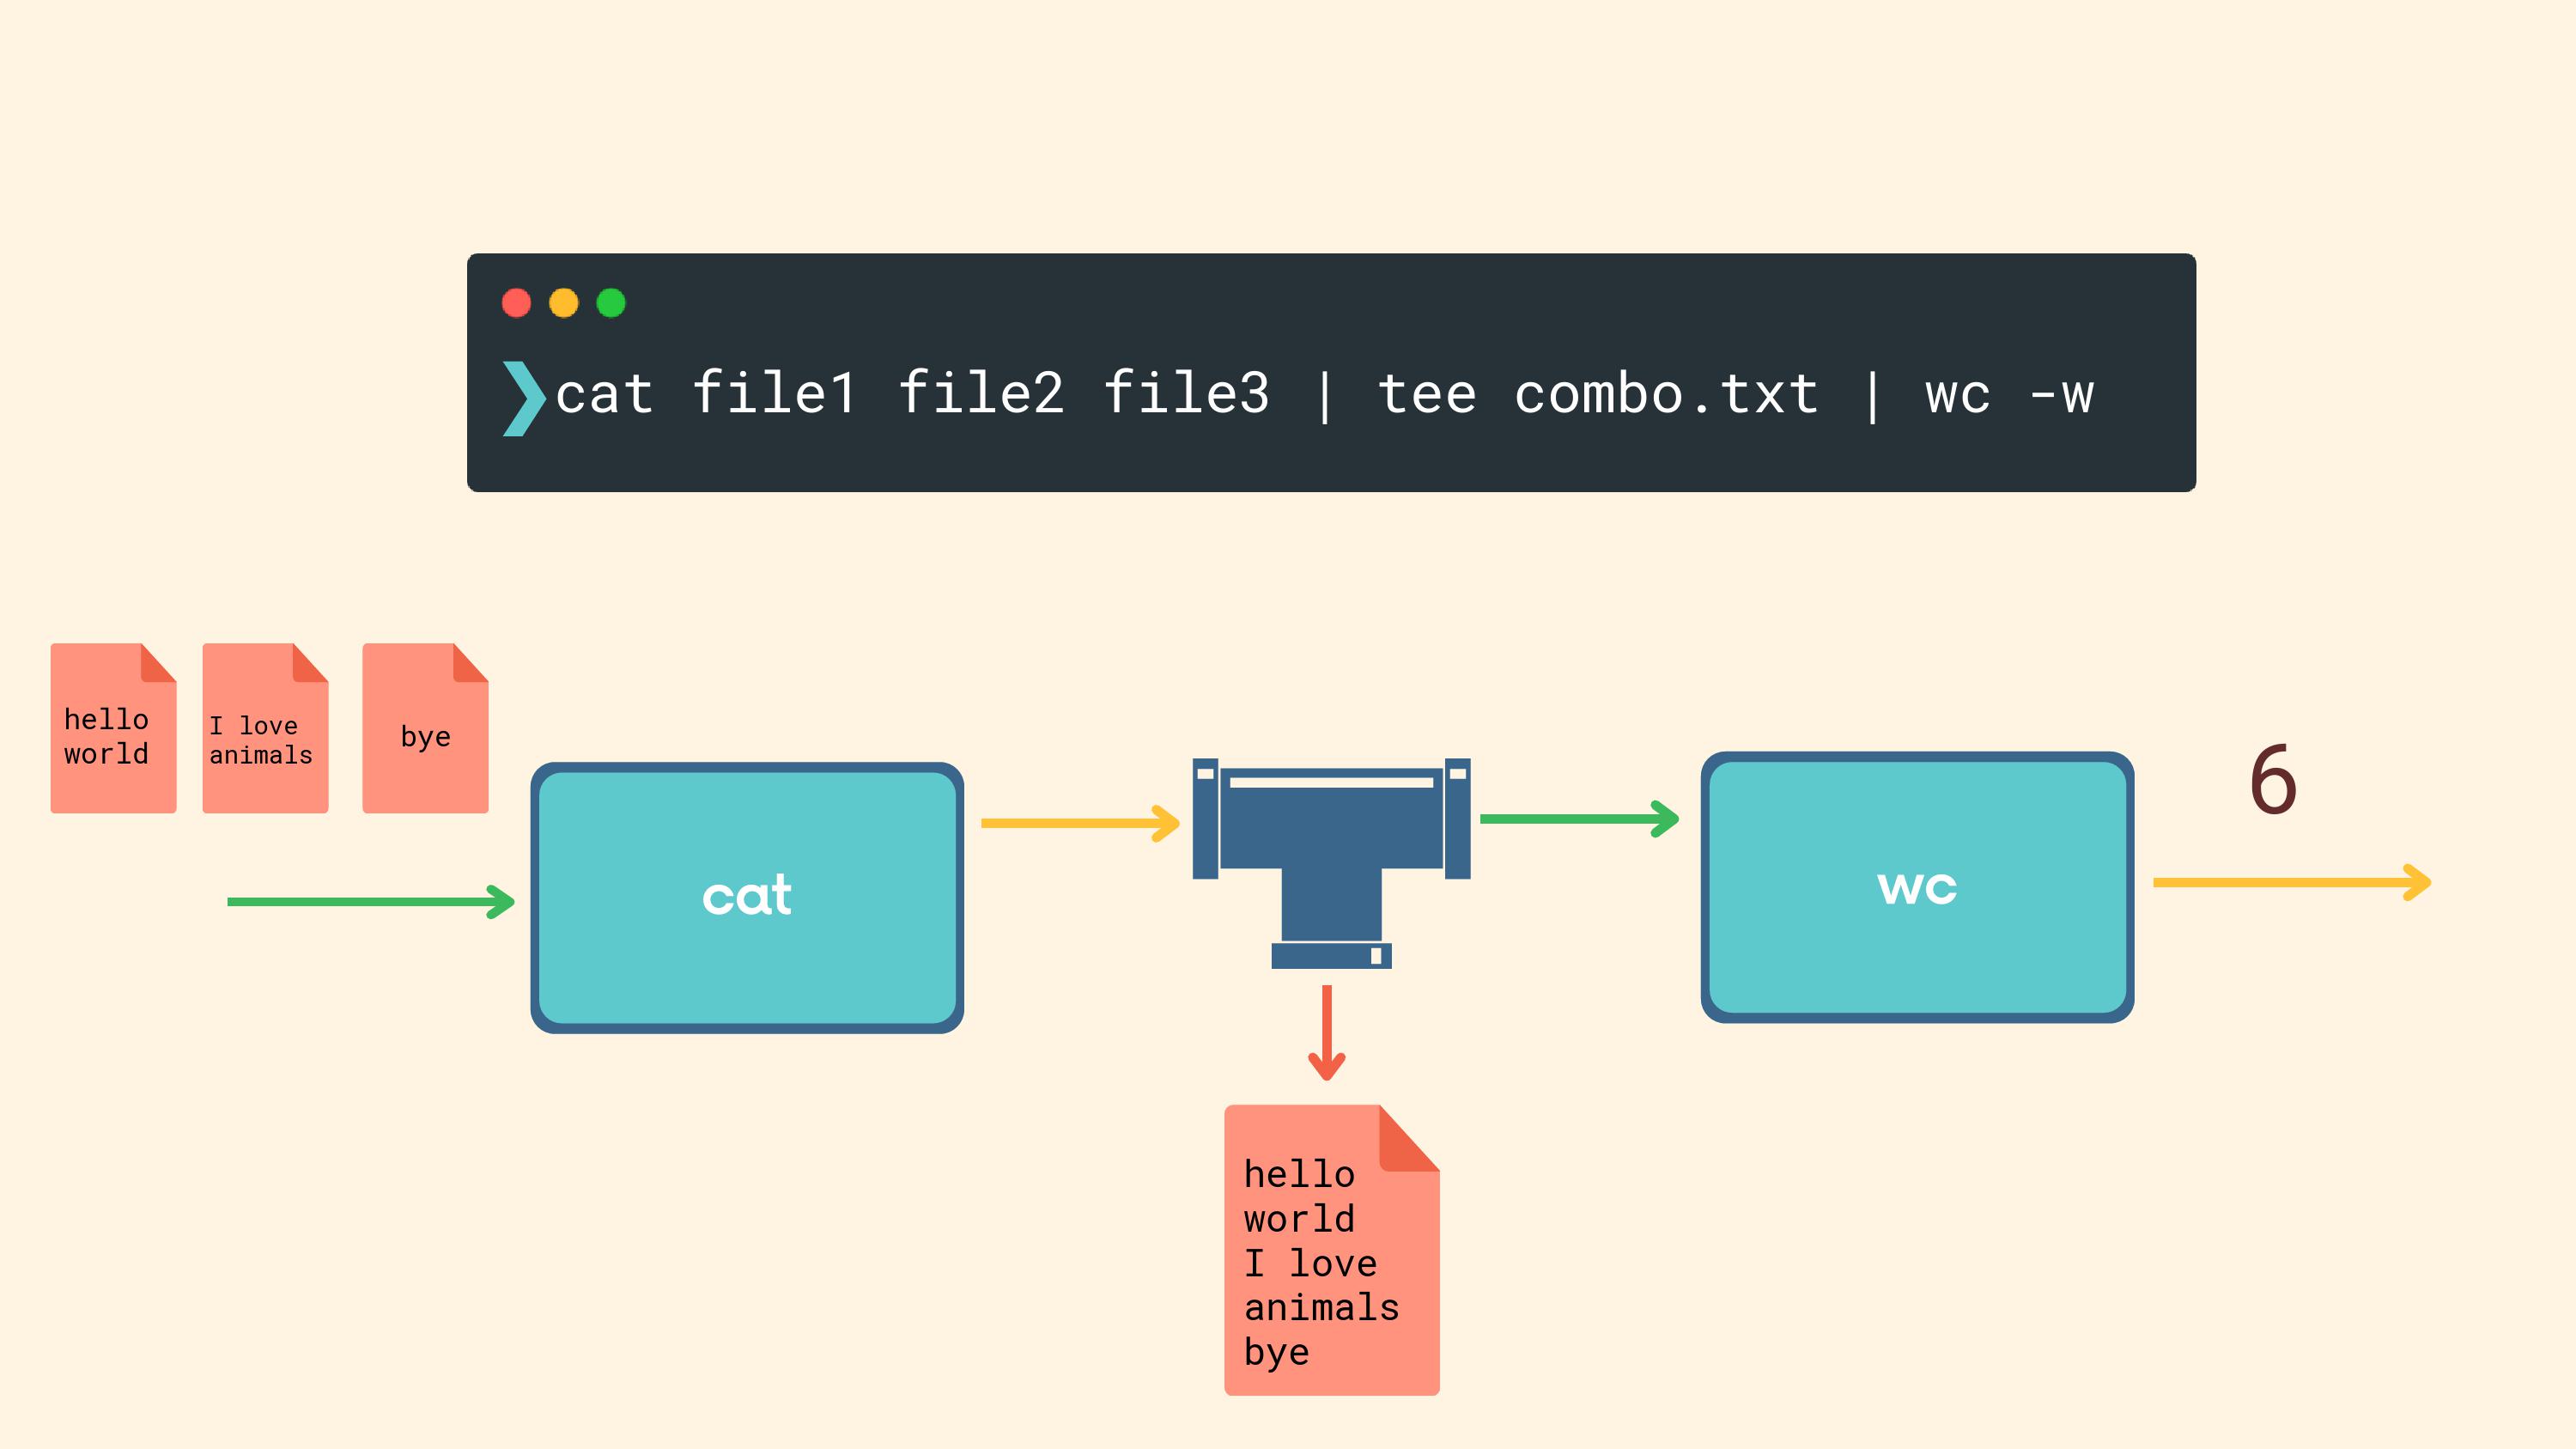 ❯cat file1 file2 file3 | tee combo.txt | wc -w
hello
world
I love
animals
bye
cat
wc
6
hello
world
I love
animals
bye